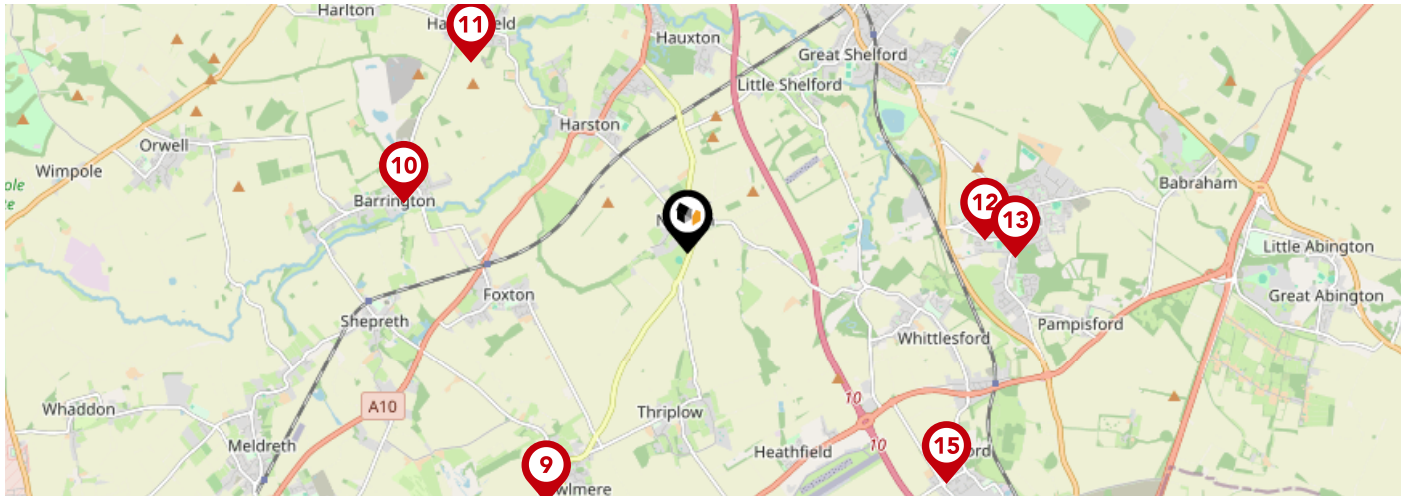 Harlton
11
Hauxton
Great Shelford
Little Shelford
Harston
Orwell
10
Wimpole
Babraham
Barrington
12
13
Little Abington
Foxton
Great Abington
Shepreth
Pampisford
Whittlesford
10
A10
Whaddon
Thriplow
Meldreth
10
15
Heathfield
9